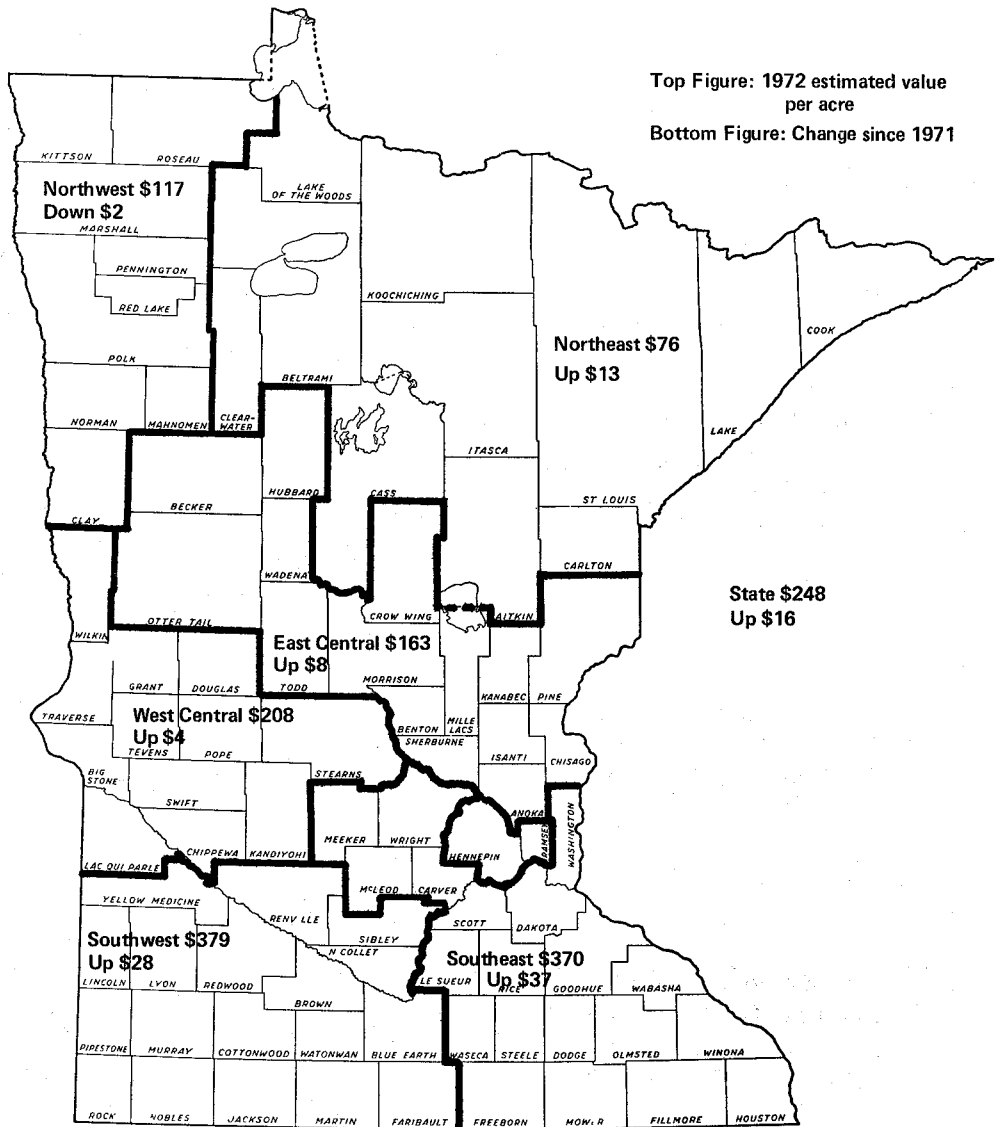 Top Figure: 1972 estimated value
per acre
Bottom Figure: Change since 1971
KITTSON
ROSEAU
LAKE
OF THE WOODS
Northwest $117
Down $2
MARSHALL
PENNINGTON
RED LAKE
KOOCHICHING
COOK
Northeast $76
Up $13
POLK
BELTRAMI
NORMAN
MAHNOMEN
CLEAR-
WATER
LAKE
ITASCA
HUBBARD
CASS
ST LOUIS
BECKER
CLAY
CARLTON
WADENA
State $248
Up $16
CROW WING
AITKIN
OTTER TAIL
WILKIN
East Central $163
Up $8
TODD
MORRISON
GRANT
DOUGLAS
KANABEC
PINE
West Central $208
Up $4
TRAVERSE
BENTON
MILLE
LACS
SHERBURNE
TEVENS
POPE
ISANTI
CHISAGO
BIG
STONE
STEARNS
SWIFT
ANOKA
RAMSEY
WASHINGTON
MEEKER
WRIGHT
HENNEPIN
CHIPPEWA
KANDIYOHI
LAC QUI PARLE
McLEOD
CARVER
YELLOW MEDICINE
RENV LLE
SCOTT
DAKOTA
SIBLEY
N COLLET
Southwest $379
Up $28
Southeast $370
Up $37
LINCOLN
LYON
REDWOOD
LE SUEUR
RICE
GOODHUE
WABASHA
BROWN
PIPESTONE
MURRAY
COTTONWOOD
WATONWAN
BLUE EARTH
WASECA
STEELE
DODGE
OLMSTED
WINONA
ROCK
NOBLES
JACKSON
MARTIN
FARIBAULT
FREEBORN
MOW R
FILLMORE
HOUSTON